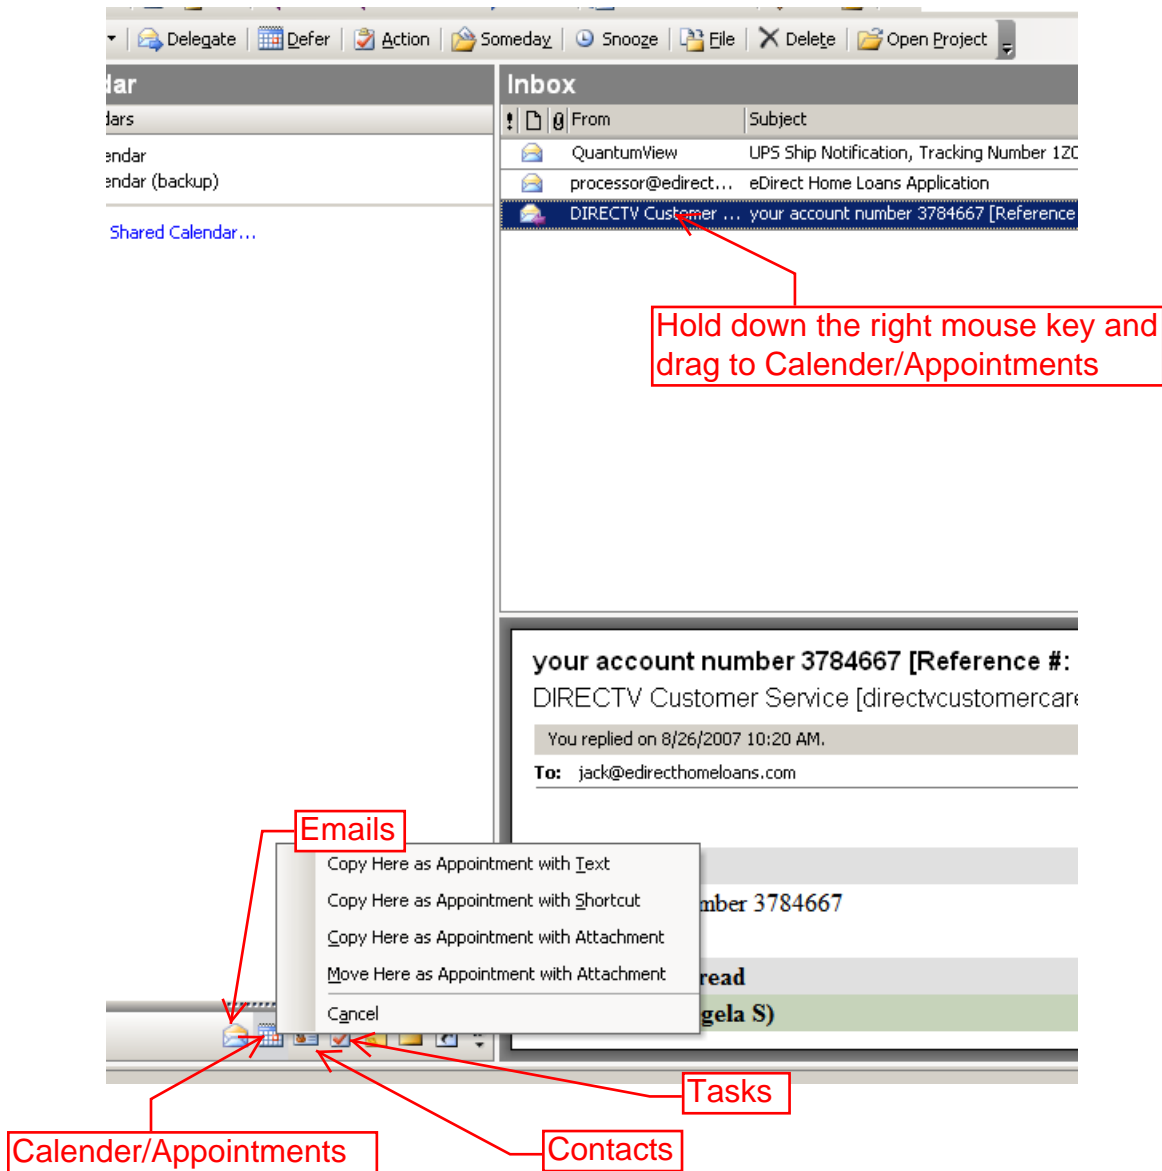 Delegate Defer Action Someday Snooze File Delete Open Project
dar
Inbox
dars
From Subject
endar
QuantumView UPS Ship Notification, Tracking Number 1Z0
endar (backup)
processor@edirect... eDirect Home Loans Application
DIRECTV Customer ... your account number 3784667 [Reference
Shared Calendar...
Hold down the right mouse key and
drag to Calender/Appointments
your account number 3784667 [Reference #:
DIRECTV Customer Service [directvcustomercare
You replied on 8/26/2007 10:20 AM.
To: jack@edirecthomeloans.com
Emails
Copy Here as Appointment with Text
Copy Here as Appointment with Shortcut
mber 3784667
Copy Here as Appointment with Attachment
Move Here as Appointment with Attachment
read
Cancel
gela S)
Tasks
Calender/Appointments
Contacts